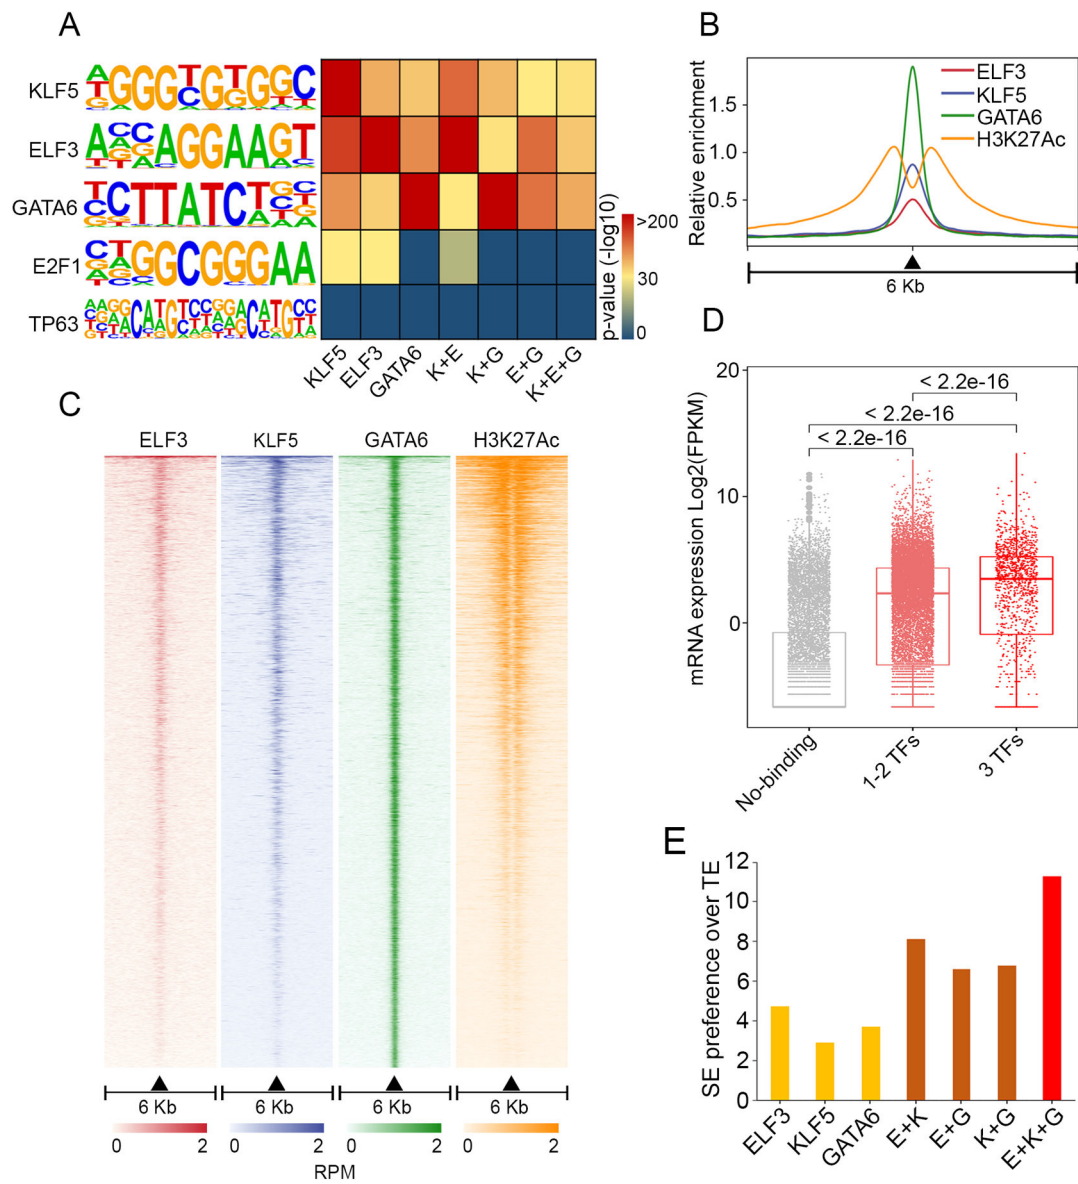 A
KLF5
ELF3
GATA6
E2F1
TP63
KLF5
ELF3
GATA6
K+E
K+G
E+G
K+E+G
p-value (-log10)
>200
30
0
B
Relative enrichment
1.5
1.0
0.5
ELF3
KLF5
GATA6
H3K27Ac
6 Kb
C
ELF3
KLF5
GATA6
H3K27Ac
6 Kb
6 Kb
6 Kb
6 Kb
0 2
0 2
0 2
0 2
RPM
D
mRNA expression Log2(FPKM)
20
10
0
< 2.2e-16
< 2.2e-16
< 2.2e-16
No-binding
1-2 TFs
3 TFs
E
SE preference over TE
12
10
8
6
4
2
0
ELF3
KLF5
GATA6
E+K
E+G
K+G
E+K+G